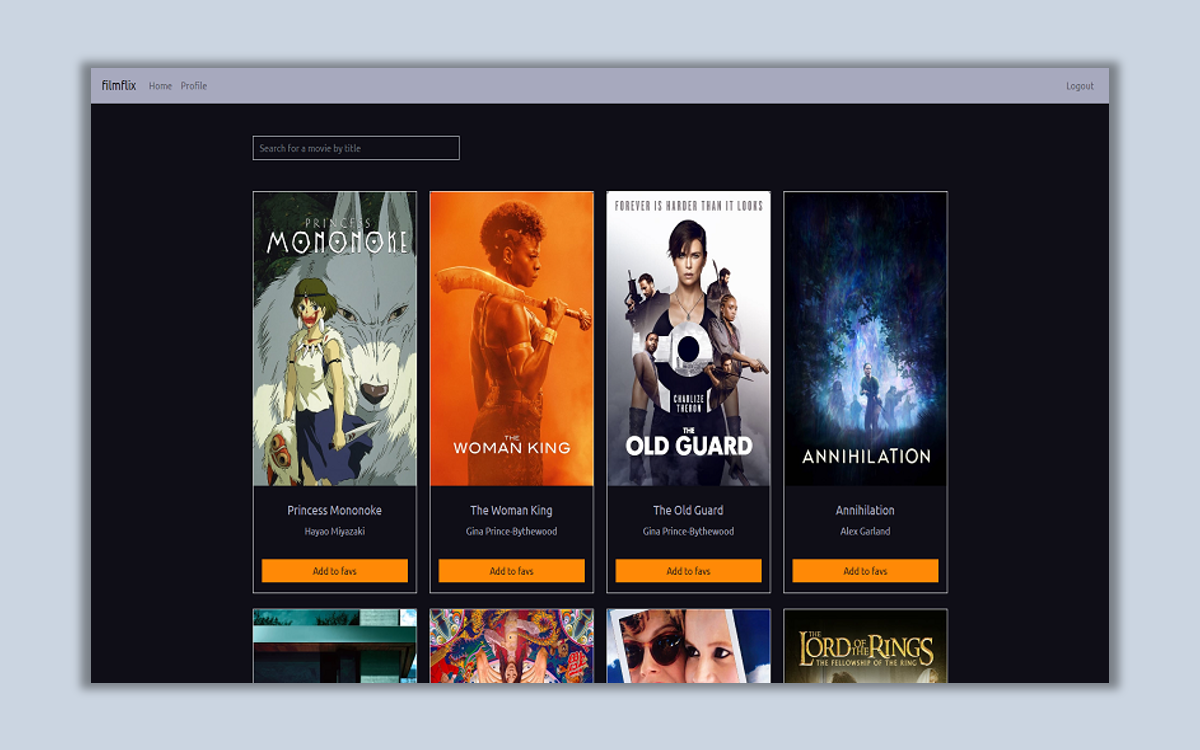 filmflix Home Profile Logout
Search for a movie by title
PRINCESS
MONONOKE
THE
WOMAN KING
FOREVER IS HARDER THAN IT LOOKS
CHARLIZE
THERON
THE
OLD GUARD
ANNIHILATION
Princess Mononoke
Hayao Miyazaki
Add to favs
The Woman King
Gina Prince-Bythewood
Add to favs
The Old Guard
Gina Prince-Bythewood
Add to favs
Annihilation
Alex Garland
Add to favs
THE
LORD OF THE RINGS
THE FELLOWSHIP OF THE RING